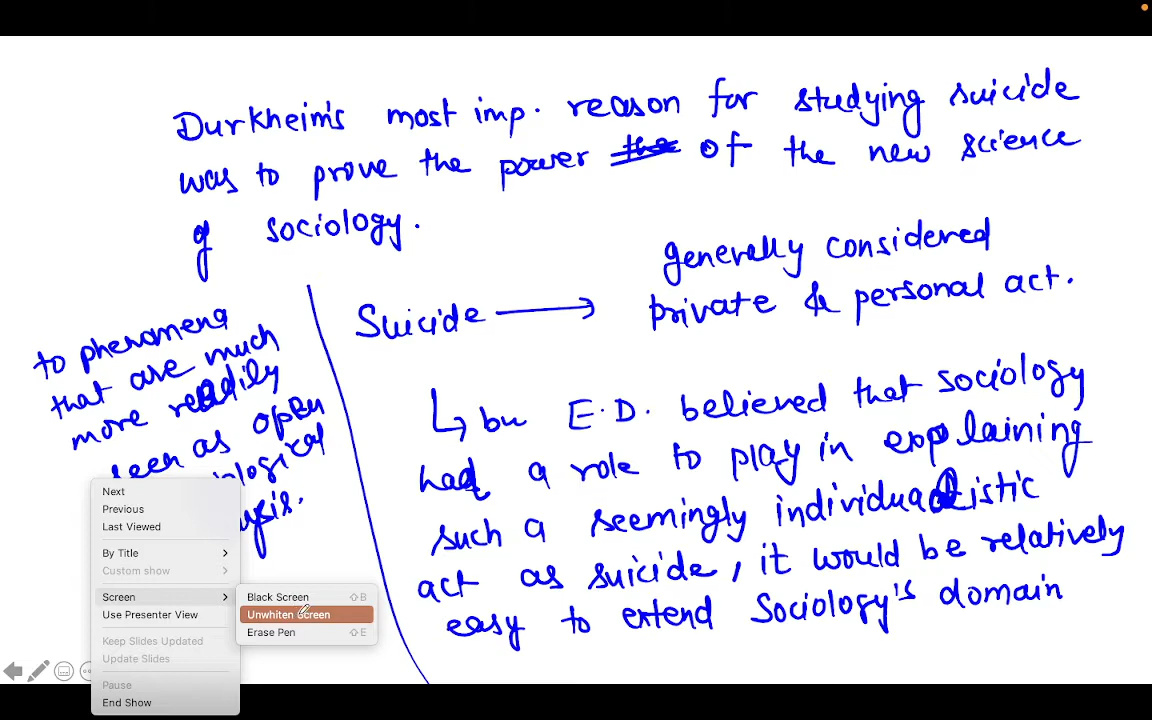 Durkheim's most imp. reason for studying suicide
was to prove the power of the new science
of sociology.
Suicide → generally considered
private & personal act.
↳ bu E.D. believed that sociology
had a role to play in explaining
such a seemingly individualistic
act as suicide, it would be relatively
easy to extend Sociology's domain
to phenomena
that are much
more readily
seen as open
Next
Previous
Last Viewed
By Title
Custom show
Screen
Use Presenter View
Keep Slides Updated
Update Slides
Pause
End Show
Black Screen ⇧B
Unwhiten Screen
Erase Pen ⇧E